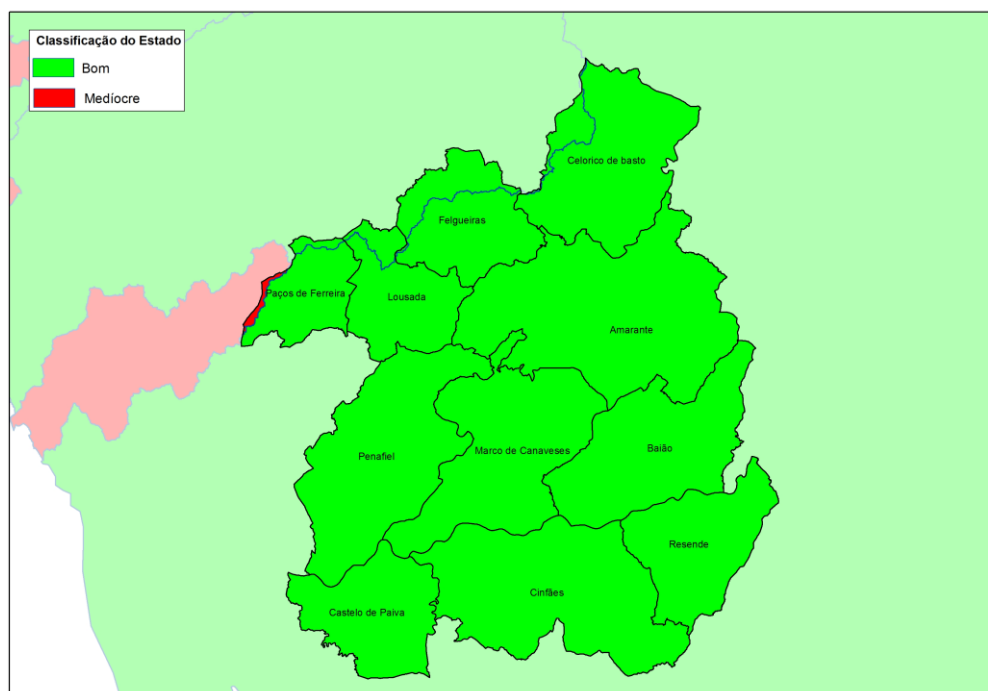 Classificação do Estado
Bom
Medíocre
Celorico de basto
Felgueiras
Paços de Ferreira
Lousada
Amarante
Penafiel
Marco de Canaveses
Baião
Resende
Cinfães
Castelo de Paiva